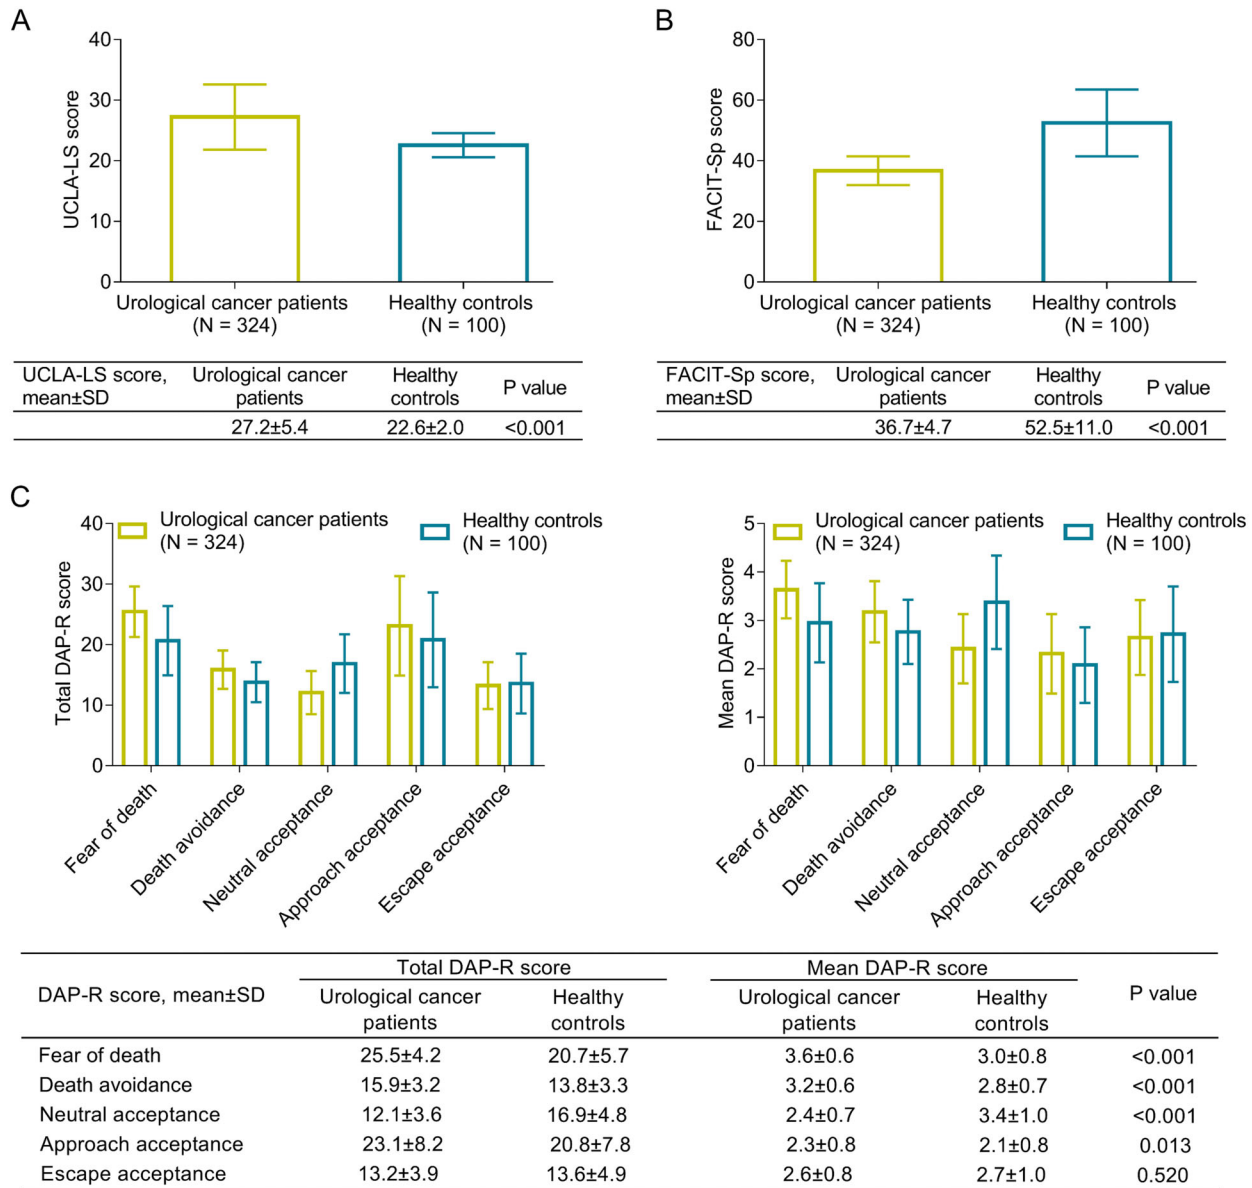 A
UCLA-LS score
40
30
20
10
0
Urological cancer patients
(N = 324)
Healthy controls
(N = 100)
UCLA-LS score,
mean±SD
Urological cancer
patients
Healthy
controls
P value
27.2±5.4
22.6±2.0
<0.001
B
FACIT-Sp score
80
60
40
20
0
Urological cancer patients
(N = 324)
Healthy controls
(N = 100)
FACIT-Sp score,
mean±SD
Urological cancer
patients
Healthy
controls
P value
36.7±4.7
52.5±11.0
<0.001
C
Total DAP-R score
40
30
20
10
0
Urological cancer patients
(N = 324)
Healthy controls
(N = 100)
Fear of death
Death avoidance
Neutral acceptance
Approach acceptance
Escape acceptance
Mean DAP-R score
5
4
3
2
1
0
Urological cancer patients
(N = 324)
Healthy controls
(N = 100)
Fear of death
Death avoidance
Neutral acceptance
Approach acceptance
Escape acceptance
DAP-R score, mean±SD
Total DAP-R score
Mean DAP-R score
P value
Urological cancer
patients
Healthy
controls
Urological cancer
patients
Healthy
controls
Fear of death 25.5±4.2 20.7±5.7 3.6±0.6 3.0±0.8 <0.001
Death avoidance 15.9±3.2 13.8±3.3 3.2±0.6 2.8±0.7 <0.001
Neutral acceptance 12.1±3.6 16.9±4.8 2.4±0.7 3.4±1.0 <0.001
Approach acceptance 23.1±8.2 20.8±7.8 2.3±0.8 2.1±0.8 0.013
Escape acceptance 13.2±3.9 13.6±4.9 2.6±0.8 2.7±1.0 0.520